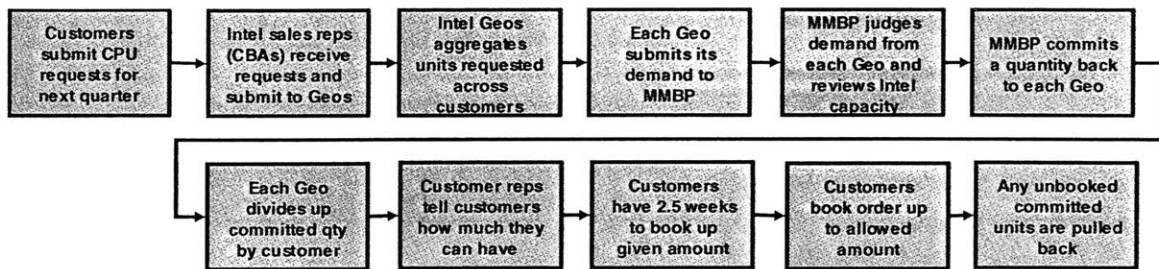 Customers
submit CPU
requests for
next quarter
Intel sales reps
(CBAs) receive
requests and
submit to Geos
Intel Geos
aggregates
units requested
across
customers
Each Geo
submits its
demand to
MMBP
MMBP judges
demand from
each Geo and
reviews Intel
capacity
MMBP commits
a quantity back
to each Geo
Each Geo
divides up
committed qty
by customer
Customer reps
tell customers
how much they
can have
Customers
have 2.5 weeks
to book up
given amount
Customers
book order up
to allowed
amount
Any unbooked
committed
units are pulled
back